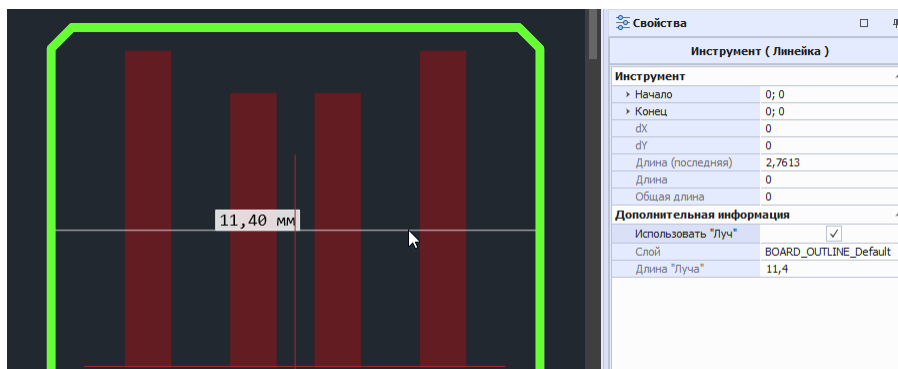 Свойства
Инструмент ( Линейка )
Инструмент
Начало 0; 0
Конец 0; 0
dX 0
dY 0
Длина (последняя) 2,7613
Длина 0
Общая длина 0
Дополнительная информация
Использовать "Луч"
Слой BOARD_OUTLINE_Default
Длина "Луча" 11,4
11,40 мм